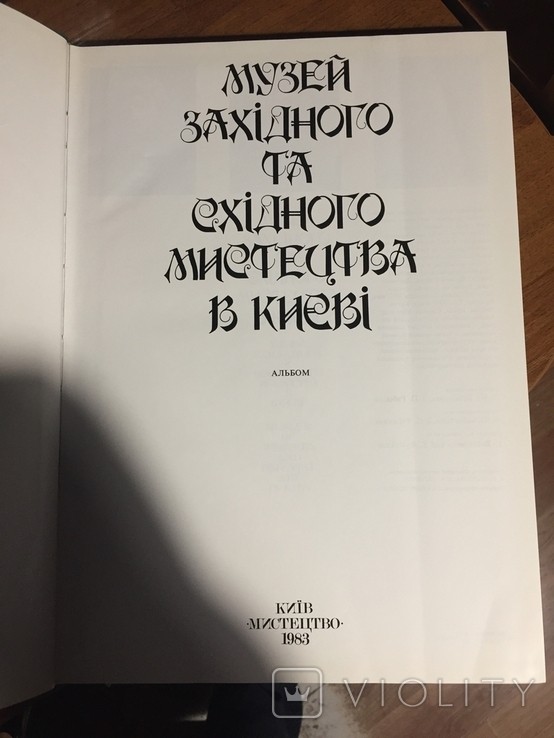 МУЗЕЙ
ЗАХІДНОГО
ТА
СХІДНОГО
МИСТЕЦТВА
В КИЄВІ
АЛЬБОМ
КИЇВ
·МИСТЕЦТВО·
1983
VIOLITY